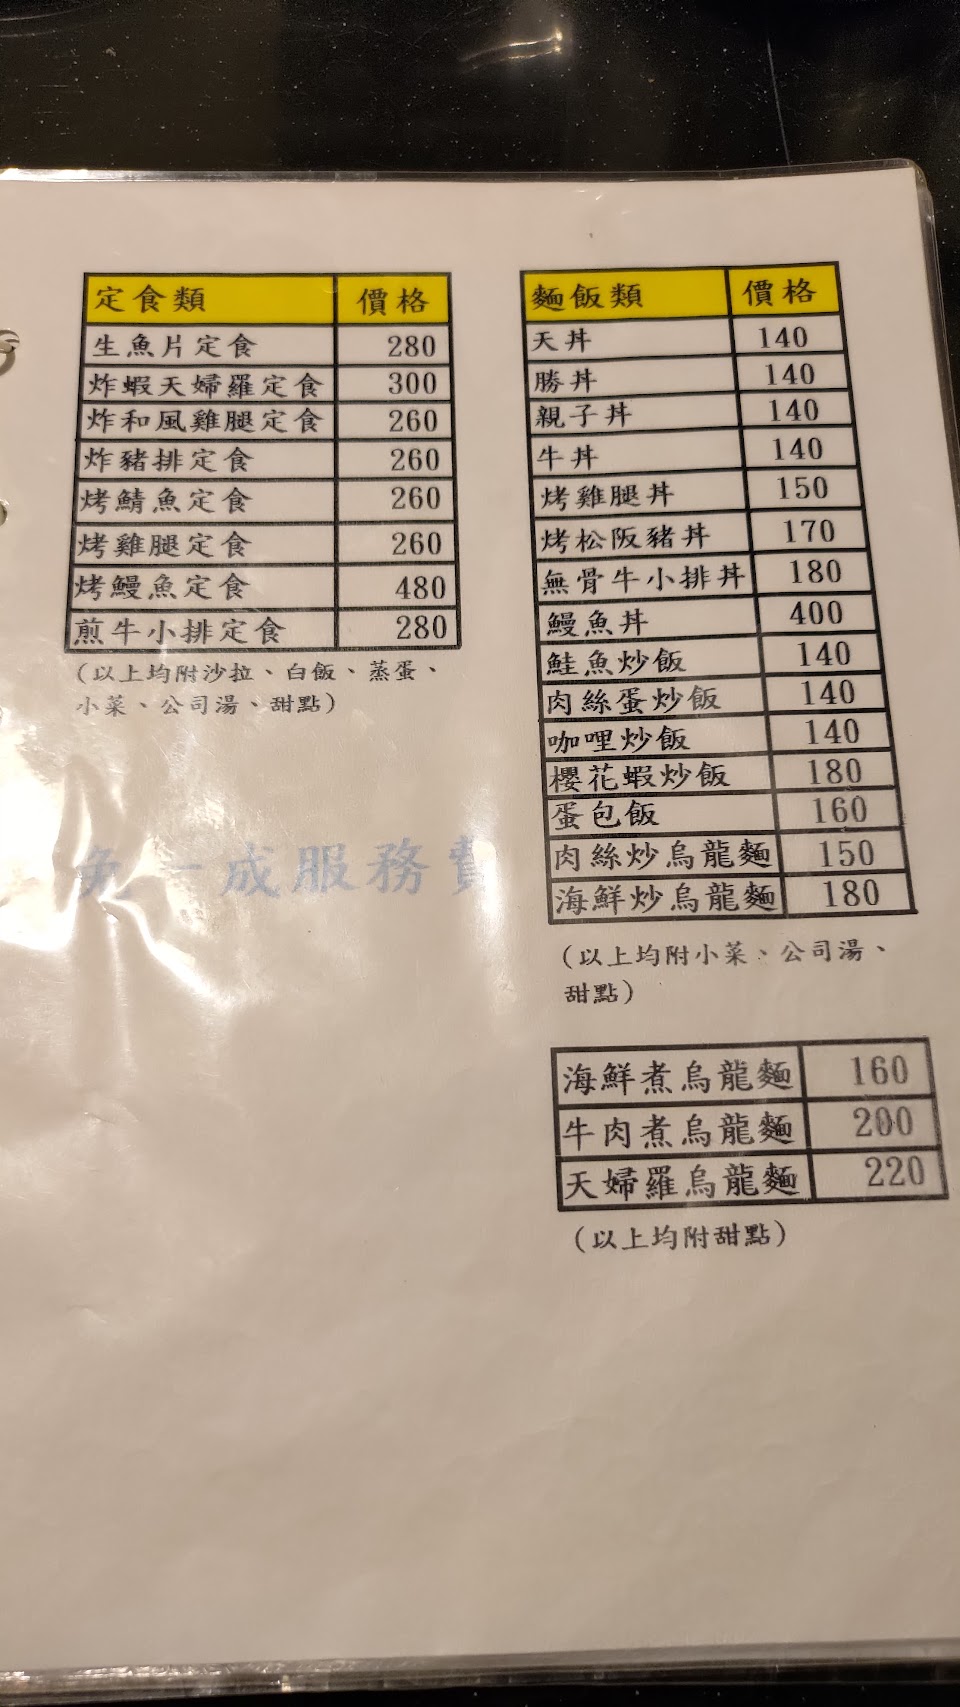 定食類 價格
生魚片定食 280
炸蝦天婦羅定食 300
炸和風雞腿定食 260
炸豬排定食 260
烤鯖魚定食 260
烤雞腿定食 260
烤鰻魚定食 480
煎牛小排定食 280
(以上均附沙拉、白飯、蒸蛋、
小菜、公司湯、甜點)
免一成服務費
麵飯類 價格
天丼 140
勝丼 140
親子丼 140
牛丼 140
烤雞腿丼 150
烤松阪豬丼 170
無骨牛小排丼 180
鰻魚丼 400
鮭魚炒飯 140
肉絲蛋炒飯 140
咖哩炒飯 140
櫻花蝦炒飯 180
蛋包飯 160
肉絲炒烏龍麵 150
海鮮炒烏龍麵 180
(以上均附小菜、公司湯、
甜點)
海鮮煮烏龍麵 160
牛肉煮烏龍麵 200
天婦羅烏龍麵 220
(以上均附甜點)